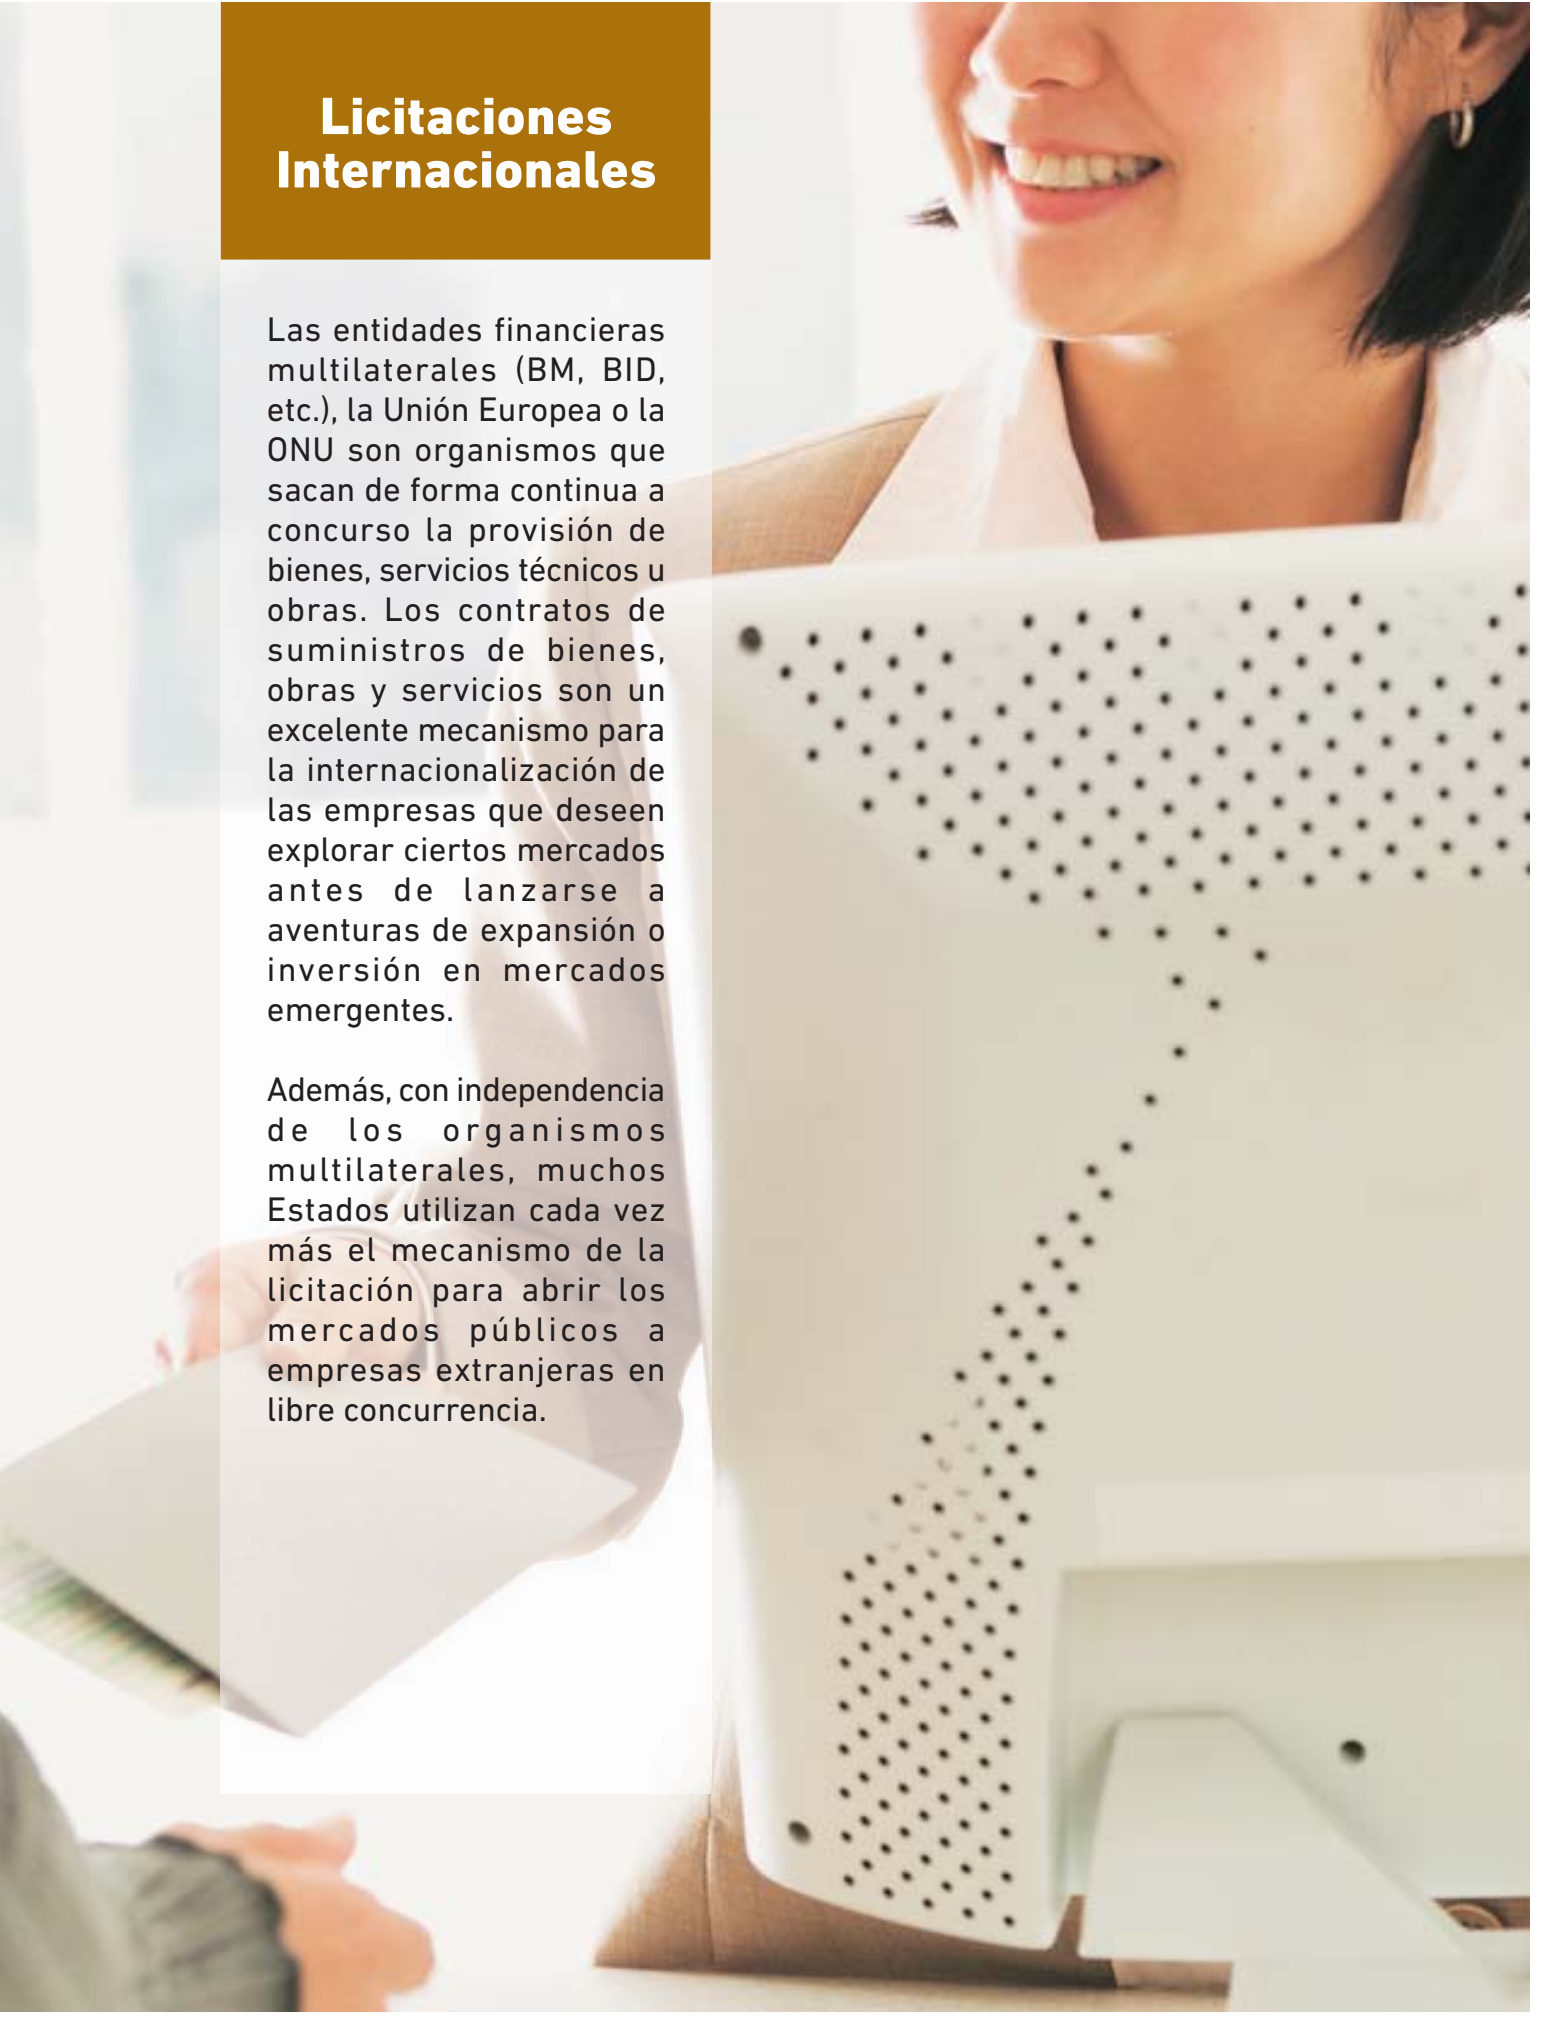 Licitaciones
Internacionales
Las entidades financieras
multilaterales (BM, BID,
etc.), la Unión Europea o la
ONU son organismos que
sacan de forma continua a
concurso la provisión de
bienes, servicios técnicos u
obras. Los contratos de
suministros de bienes,
obras y servicios son un
excelente mecanismo para
la internacionalización de
las empresas que deseen
explorar ciertos mercados
antes de lanzarse a
aventuras de expansión o
inversión en mercados
emergentes.
Además, con independencia
de los organismos
multilaterales, muchos
Estados utilizan cada vez
más el mecanismo de la
licitación para abrir los
mercados públicos a
empresas extranjeras en
libre concurrencia.